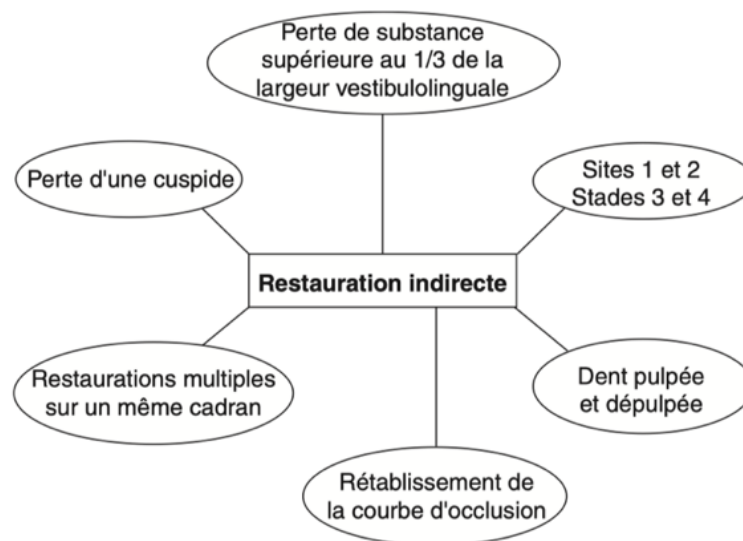 Perte de substance
supérieure au 1/3 de la
largeur vestibulolinguale
Perte d'une cuspide
Sites 1 et 2
Stades 3 et 4
Restauration indirecte
Restaurations multiples
sur un même cadran
Dent pulpée
et dépulpée
Rétablissement de
la courbe d'occlusion